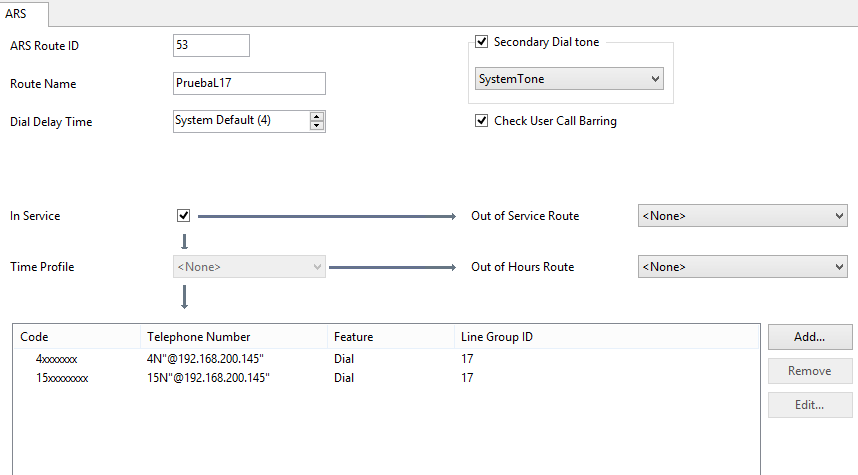 ARS
ARS Route ID 53
Secondary Dial tone
Route Name PruebaL17
SystemTone
Dial Delay Time System Default (4)
Check User Call Barring
In Service
Out of Service Route <None>
Time Profile <None>
Out of Hours Route <None>
Code Telephone Number Feature Line Group ID
4xxxxxx 4N"@192.168.200.145" Dial 17
15xxxxxxxx 15N"@192.168.200.145" Dial 17
Add...
Remove
Edit...